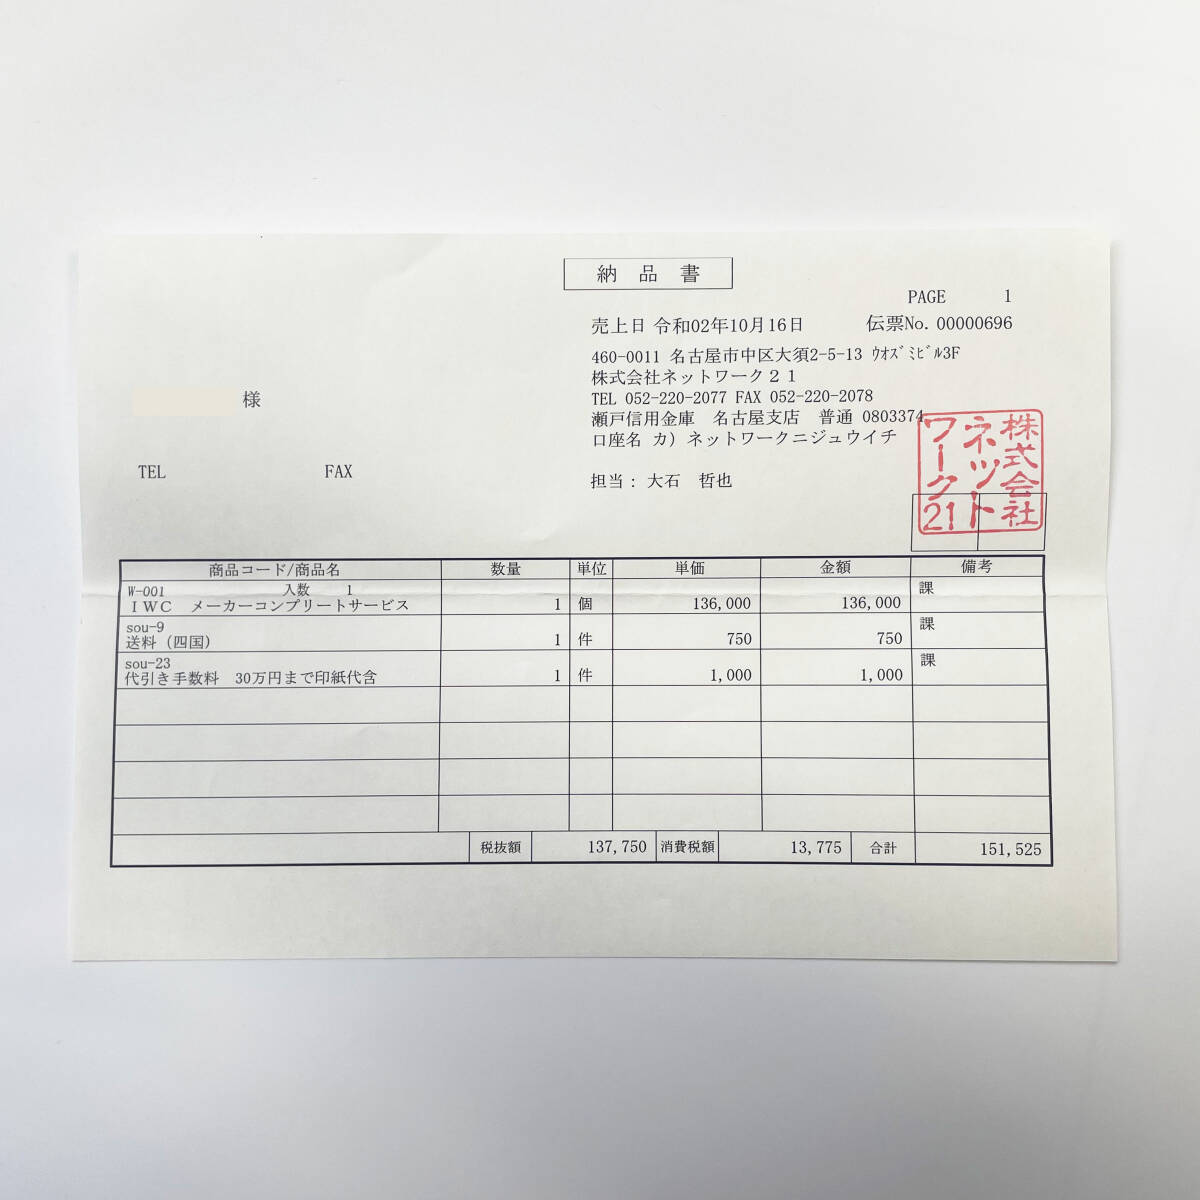 納品書
PAGE 1
売上日 令和02年10月16日 伝票No. 00000696
460-0011 名古屋市中区大須2-5-13 ｳｵｽﾞﾐﾋﾞﾙ3F
株式会社ネットワーク２１
TEL 052-220-2077 FAX 052-220-2078
瀬戸信用金庫 名古屋支店 普通 0803374
口座名 カ）ネットワークニジュウイチ
担当： 大石 哲也
株式会社
ネット
ワーク
21
様
TEL FAX
商品コード/商品名 数量 単位 単価 金額 備考
W-001 入数 1 課
ＩＷＣ メーカーコンプリートサービス 1 個 136,000 136,000
sou-9 課
送料（四国） 1 件 750 750
sou-23 課
代引き手数料 30万円まで印紙代含 1 件 1,000 1,000
税抜額 137,750 消費税額 13,775 合計 151,525